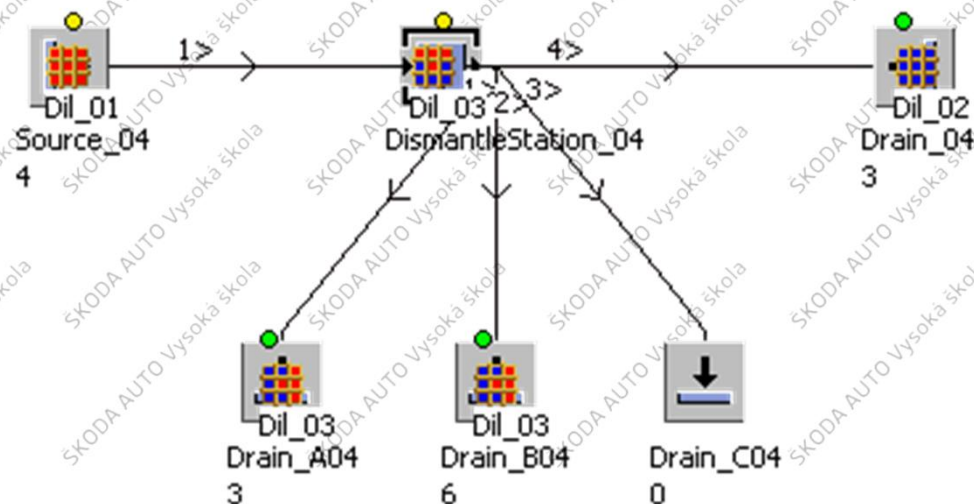 1> 4>
Dil_01 Dil_03 1> 2> 3> Dil_02
Source_04 DismantleStation_04 Drain_04
4 3
Dil_03 Dil_03
Drain_A04 Drain_B04 Drain_C04
3 6 0
ŠKODA AUTO Vysoká škola